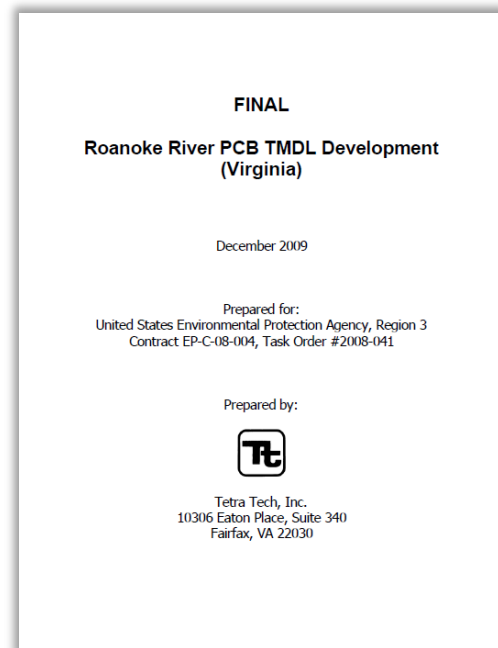 FINAL
Roanoke River PCB TMDL Development
(Virginia)
December 2009
Prepared for:
United States Environmental Protection Agency, Region 3
Contract EP-C-08-004, Task Order #2008-041
Prepared by:
Tt
Tetra Tech, Inc.
10306 Eaton Place, Suite 340
Fairfax, VA 22030